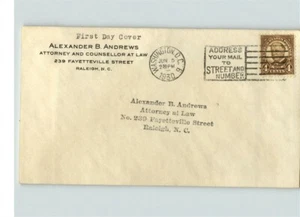 First Day Cover
ALEXANDER B. ANDREWS
ATTORNEY AND COUNSELLOR AT LAW
239 FAYETTEVILLE STREET
RALEIGH, N. C.
WASHINGTON, D.C.
JUN
1930
ADDRESS
YOUR MAIL
TO
STREET AND
NUMBER
Alexander B. Andrews
Attorney at Law
No. 239 Fayetteville Street
Raleigh, N. C.